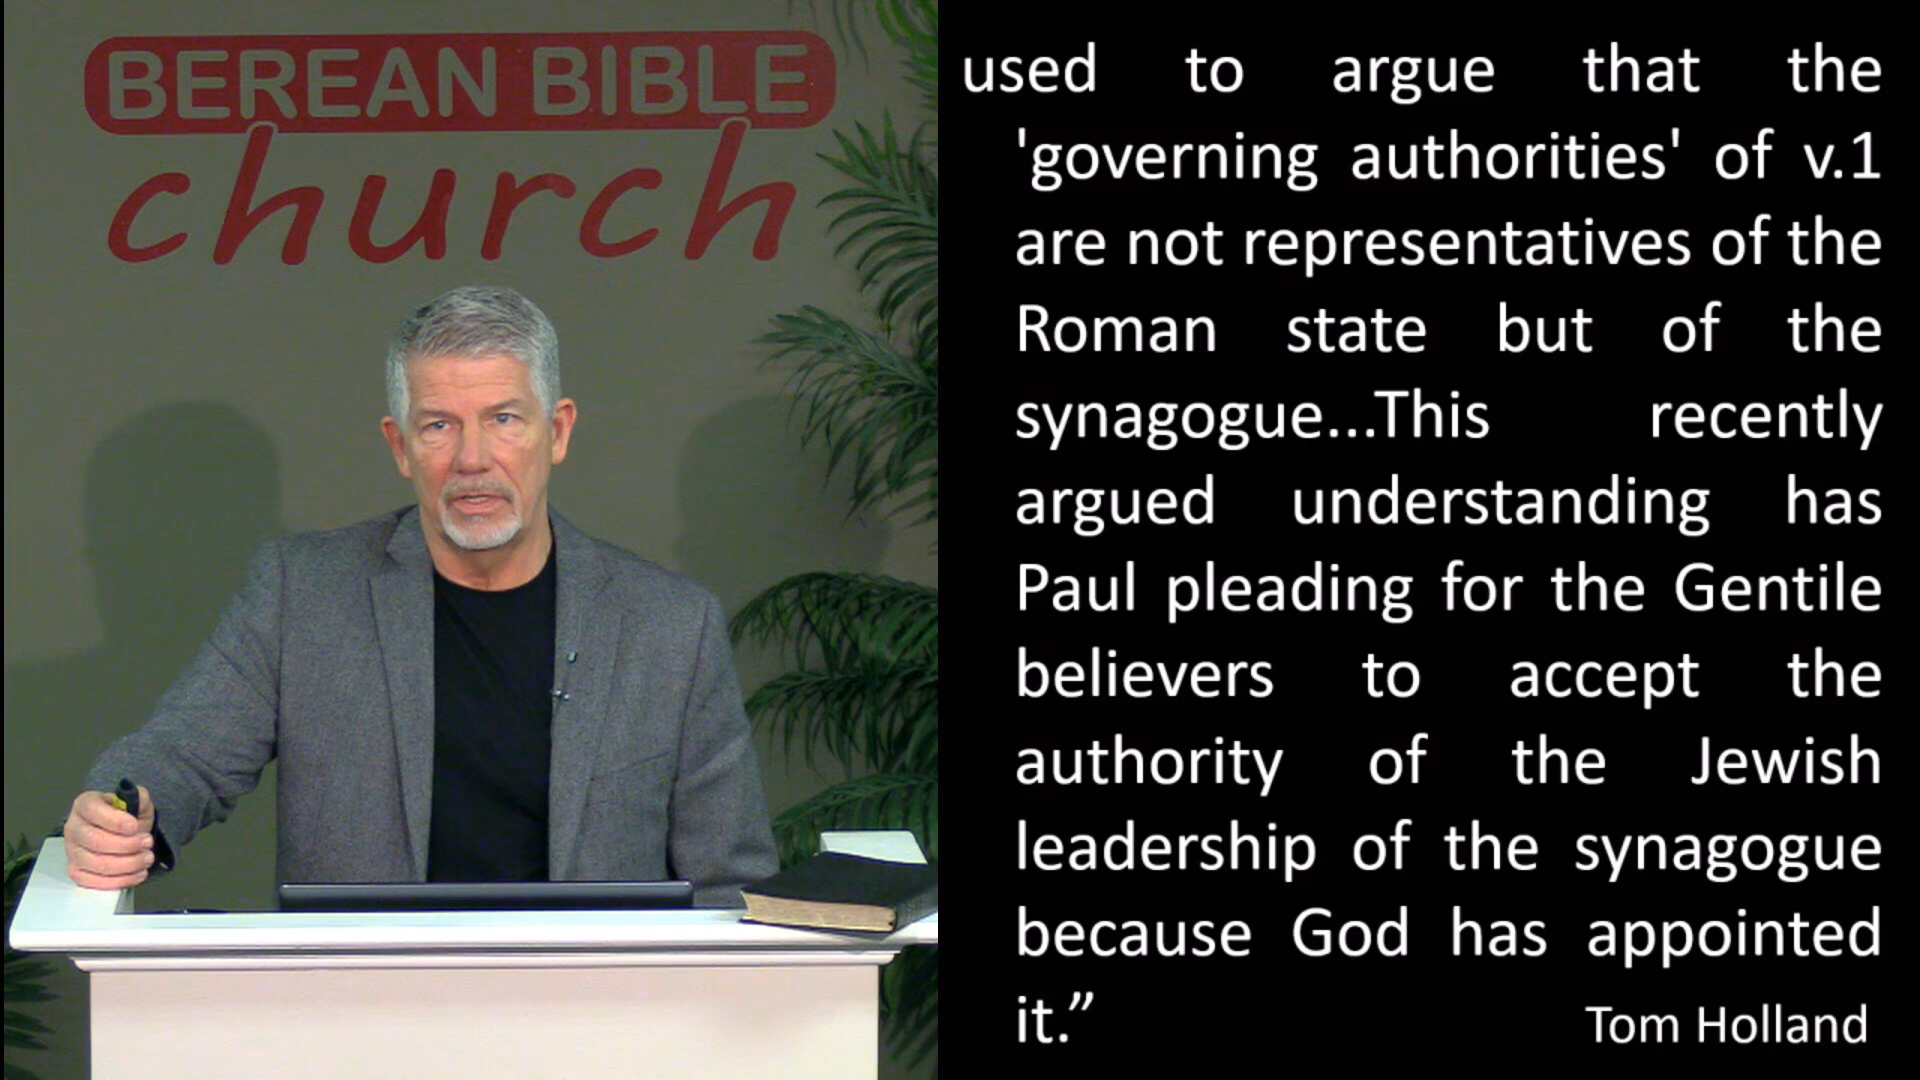 BEREAN BIBLE
church
used to argue that the
'governing authorities' of v.1
are not representatives of the
Roman state but of the
synagogue...This recently
argued understanding has
Paul pleading for the Gentile
believers to accept the
authority of the Jewish
leadership of the synagogue
because God has appointed
it.”
Tom Holland